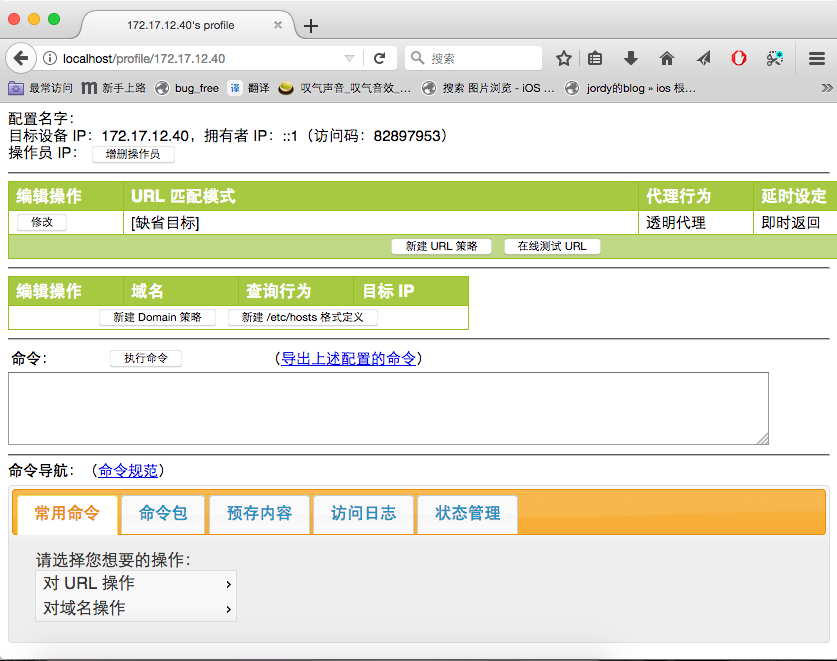 172.17.12.40's profile
localhost/profile/172.17.12.40
搜索
最常访问 新手上路 bug_free 译 翻译 叹气声音_叹气音效_... 搜索 图片浏览 - iOS ... jordy的blog » ios 根...
配置名字：
目标设备 IP：172.17.12.40，拥有者 IP：::1（访问码：82897953）
操作员 IP： 增删操作员
编辑操作 URL 匹配模式 代理行为 延时设定
修改 [缺省目标] 透明代理 即时返回
新建 URL 策略 在线测试 URL
编辑操作 域名 查询行为 目标 IP
新建 Domain 策略 新建 /etc/hosts 格式定义
命令： 执行命令 （导出上述配置的命令）
命令导航：（命令规范）
常用命令 命令包 预存内容 访问日志 状态管理
请选择您想要的操作：
对 URL 操作
对域名操作